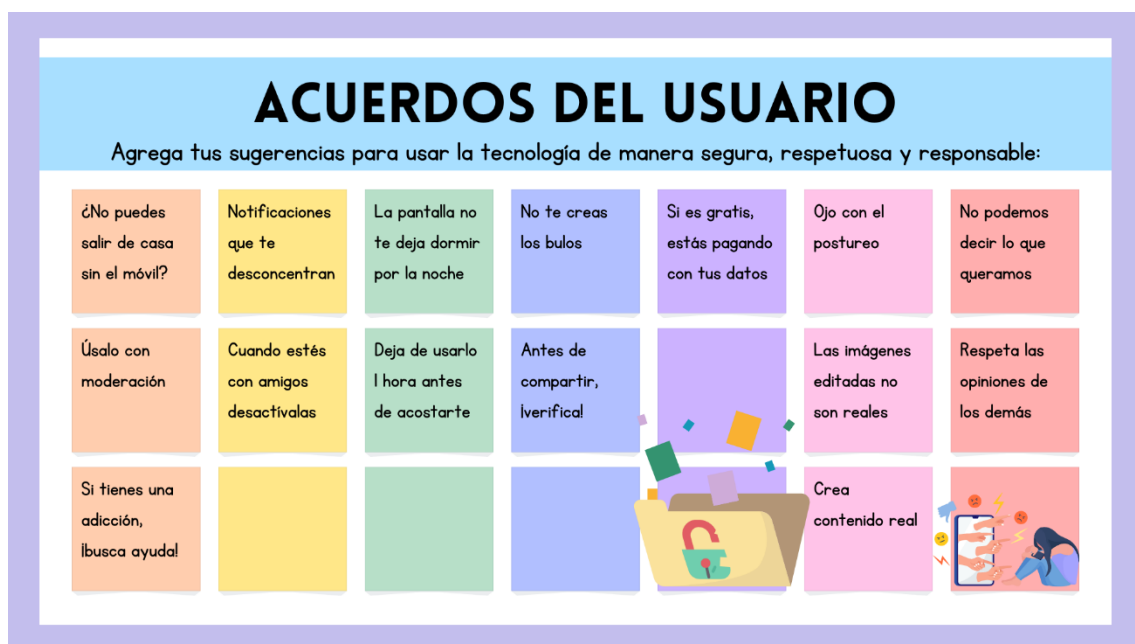 ACUERDOS DEL USUARIO
Agrega tus sugerencias para usar la tecnología de manera segura, respetuosa y responsable:
¿No puedes
salir de casa
sin el móvil?
Notificaciones
que te
desconcentran
La pantalla no
te deja dormir
por la noche
No te creas
los bulos
Si es gratis,
estás pagando
con tus datos
Ojo con el
postureo
No podemos
decir lo que
queramos
Úsalo con
moderación
Cuando estés
con amigos
desactívalas
Deja de usarlo
1 hora antes
de acostarte
Antes de
compartir,
¡verifica!
Las imágenes
editadas no
son reales
Respeta las
opiniones de
los demás
Si tienes una
adicción,
¡busca ayuda!
Crea
contenido real